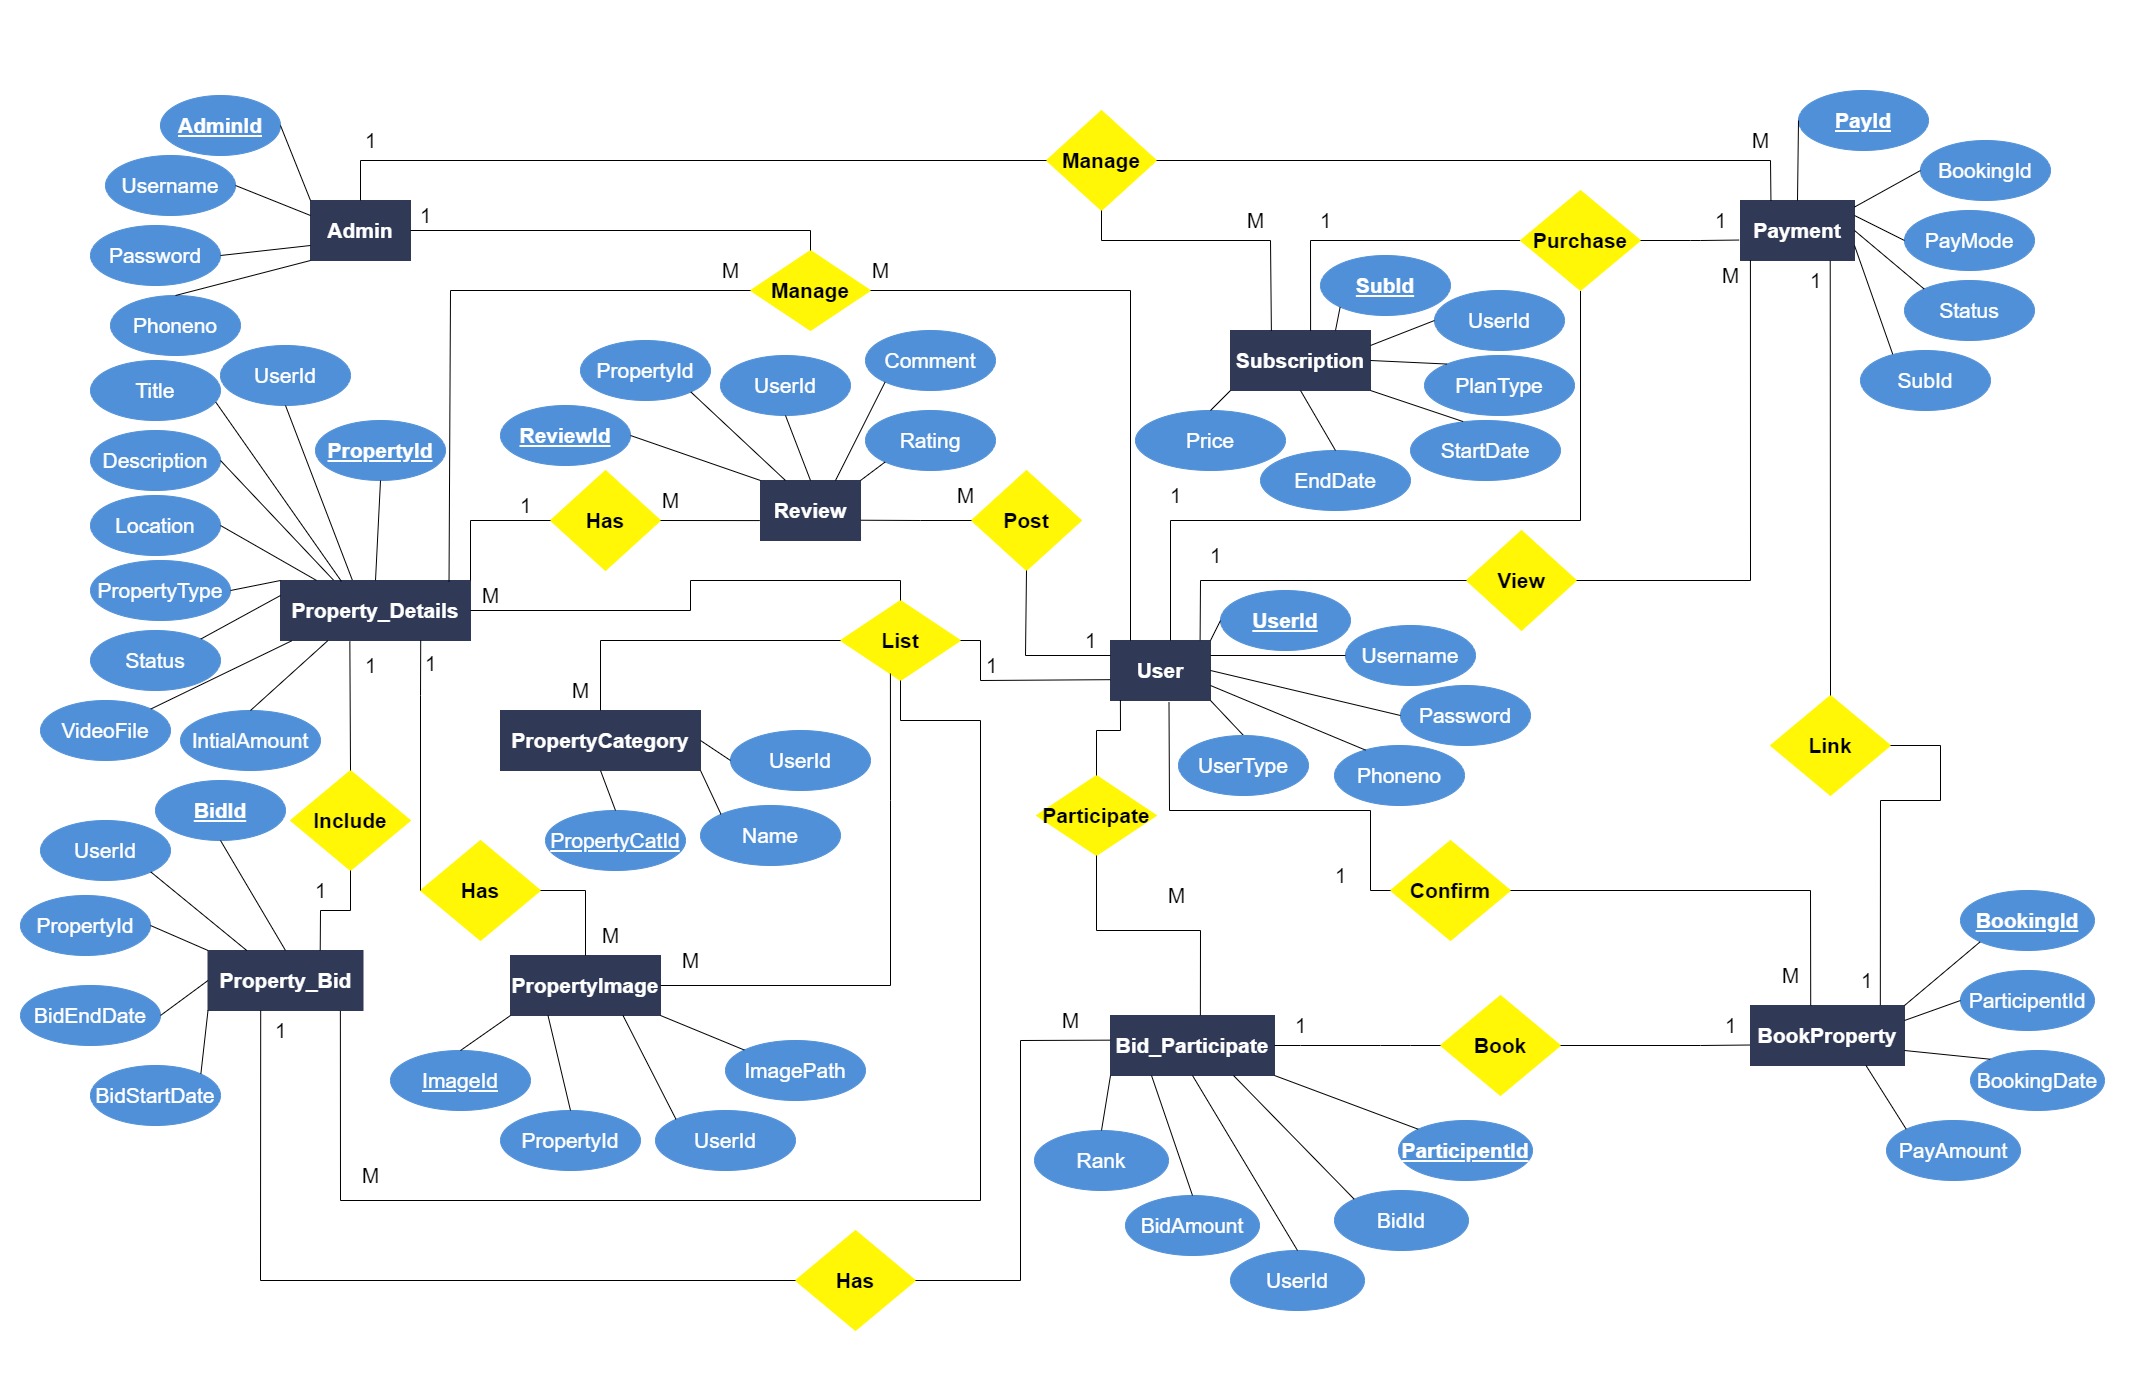 AdminId
Username
Password
Phoneno
Admin
1
1
Manage
M
M
1
Purchase
1
M
PayId
BookingId
PayMode
Status
SubId
Payment
M
1
M
Manage
M
SubId
UserId
PlanType
StartDate
EndDate
Price
Subscription
Title
UserId
PropertyId
Description
Location
PropertyType
Status
VideoFile
IntialAmount
Property_Details
PropertyId
UserId
Comment
ReviewId
Rating
1
Has
M
Review
M
Post
1
1
View
M
List
1
1
1
M
User
UserId
Username
Password
Phoneno
UserType
Link
PropertyCategory
UserId
PropertyCatId
Name
BidId
Include
UserId
PropertyId
BidEndDate
BidStartDate
1
Property_Bid
1
M
Has
M
M
PropertyImage
ImageId
PropertyId
UserId
ImagePath
Participate
M
1
Confirm
M
1
M
Bid_Participate
1
Book
1
BookProperty
BookingId
ParticipentId
BookingDate
PayAmount
Rank
BidAmount
UserId
BidId
ParticipentId
Has